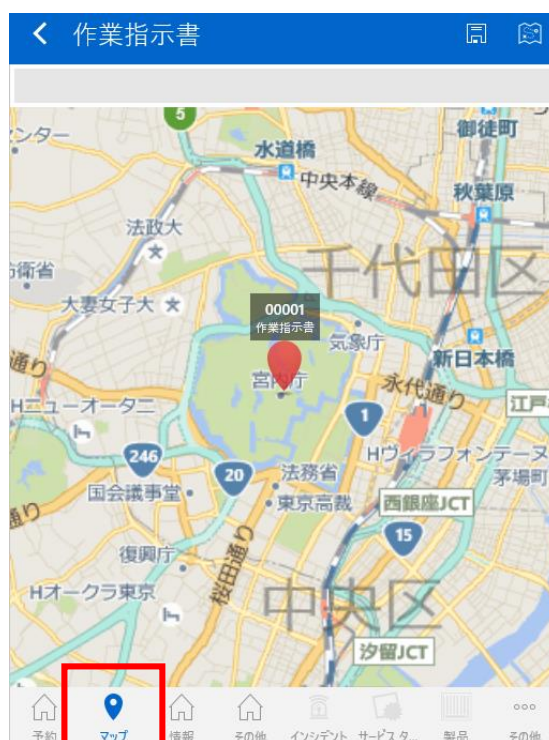 作業指示書
5
御徒町
ンター
水道橋
中央本線
秋葉原
法政大
千代田区
防衛省
大妻女子大
00001
作業指示書
気象庁
新日本橋
宮内庁
永代通り
Hニューオータニ
1
江戸
246
Hヴィラフォンテーヌ
20
法務省
茅場町
国会議事堂
東京高裁
西銀座JCT
15
復興庁
桜田通り
Hオークラ東京
中央区
汐留JCT
予約
マップ
情報
その他
インシデント
サービス タ...
製品
その他